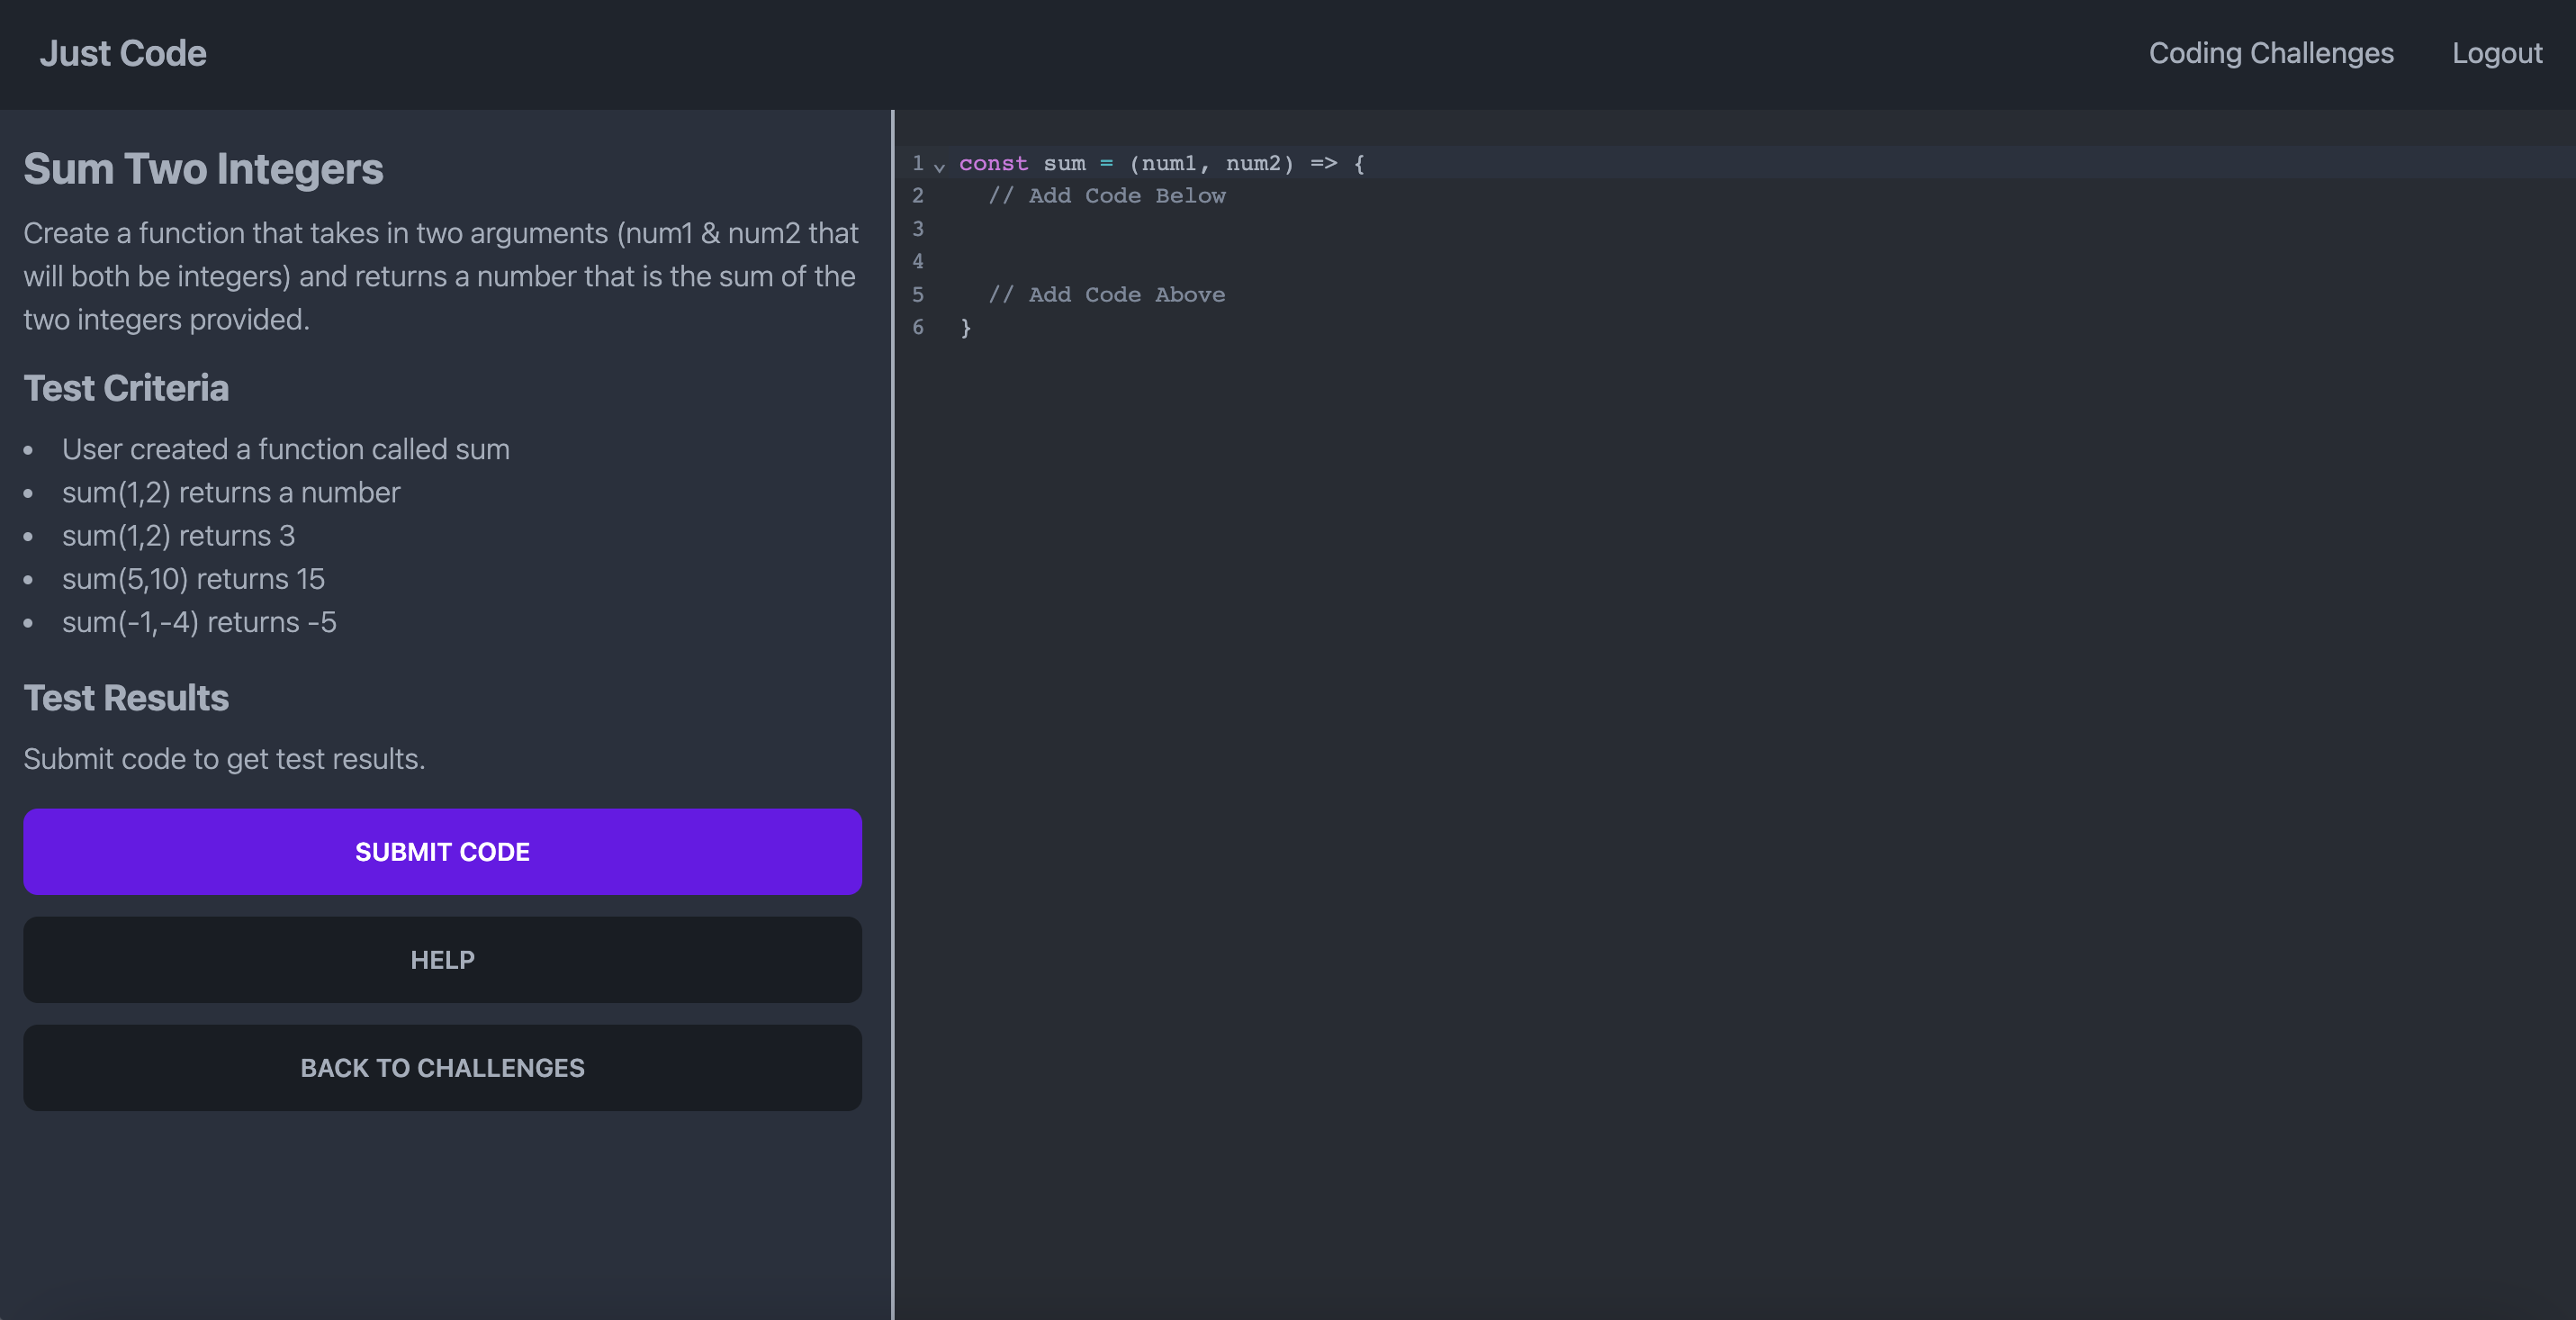 Just Code
Coding Challenges
Logout
Sum Two Integers
Create a function that takes in two arguments (num1 & num2 that
will both be integers) and returns a number that is the sum of the
two integers provided.
Test Criteria
• User created a function called sum
• sum(1,2) returns a number
• sum(1,2) returns 3
• sum(5,10) returns 15
• sum(-1,-4) returns -5
Test Results
Submit code to get test results.
SUBMIT CODE
HELP
BACK TO CHALLENGES
1 const sum = (num1, num2) => {
2   // Add Code Below
3
4
5   // Add Code Above
6 }